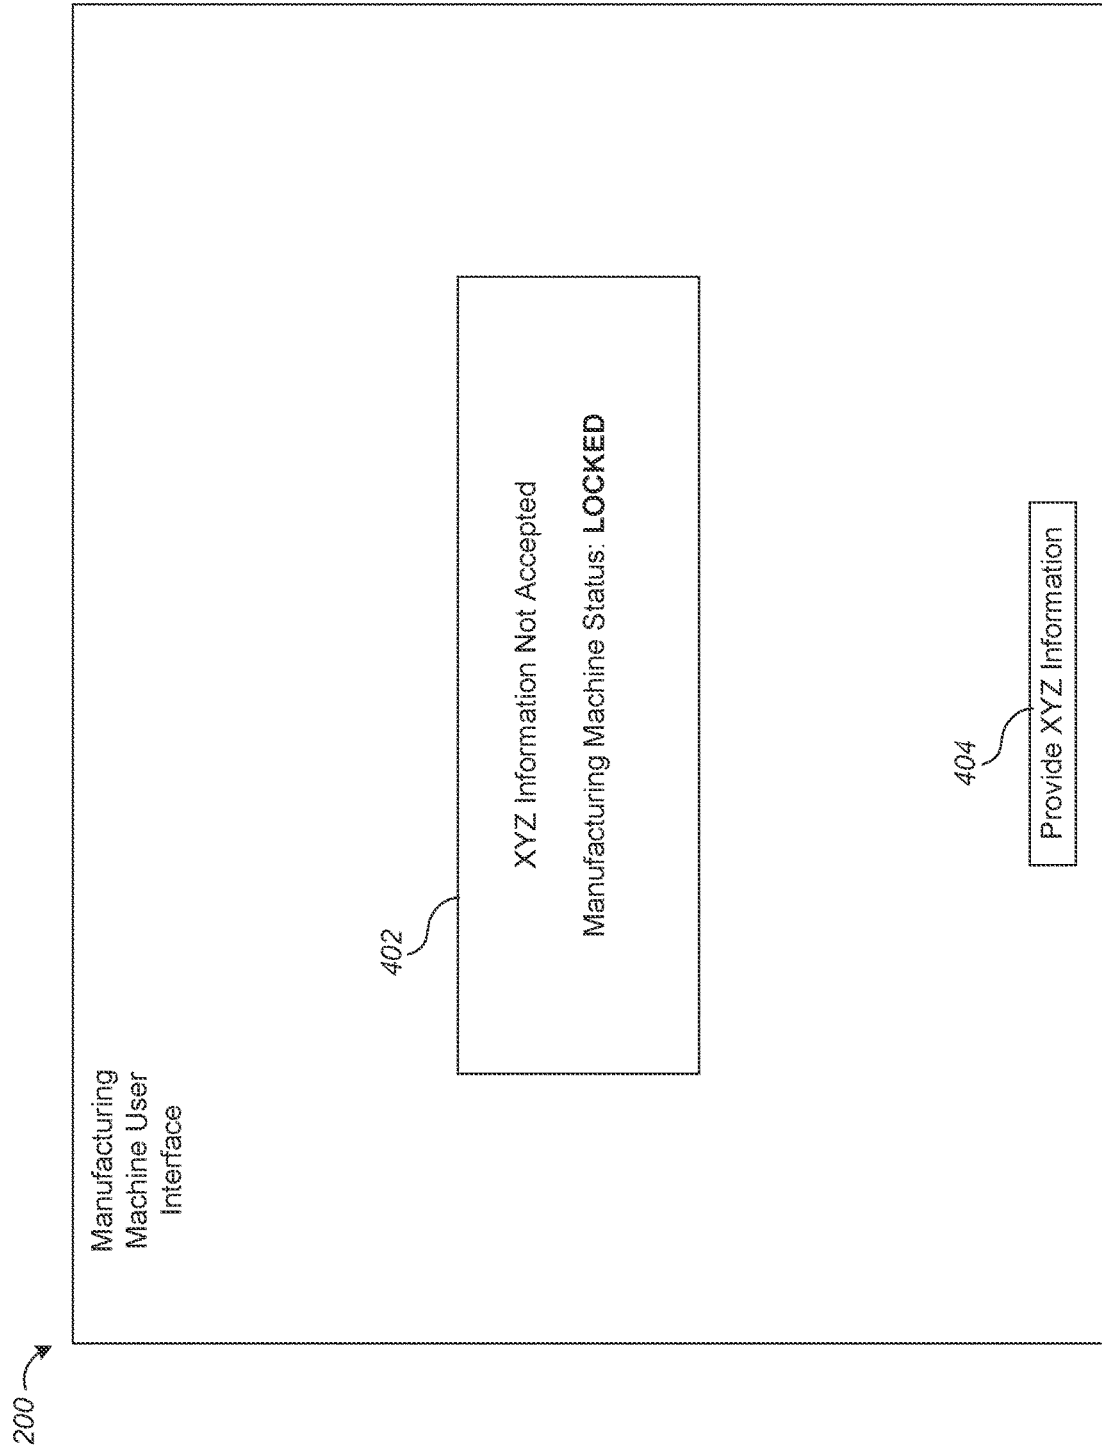 200
Manufacturing
Machine User
Interface
402
XYZ Information Not Accepted
Manufacturing Machine Status: LOCKED
404
Provide XYZ Information